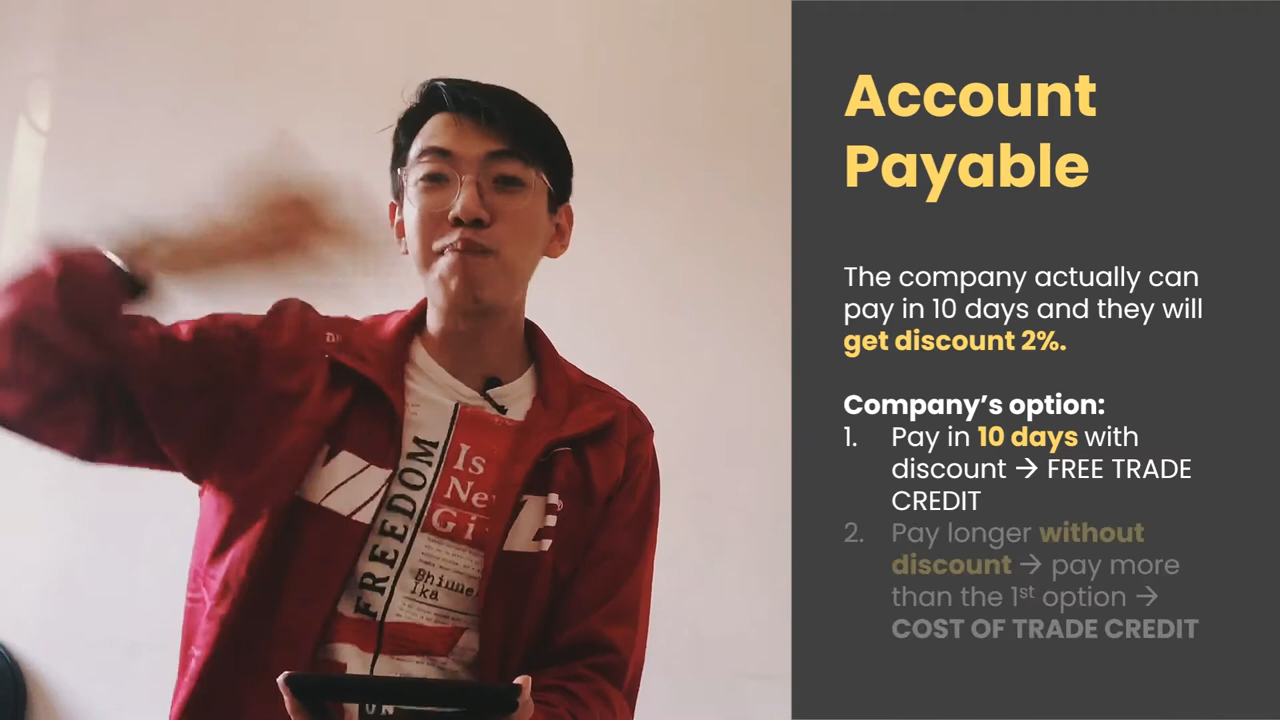 Account
Payable
The company actually can
pay in 10 days and they will
get discount 2%.
Company’s option:
1. Pay in 10 days with
discount → FREE TRADE
CREDIT
2. Pay longer without
discount → pay more
than the 1st option →
COST OF TRADE CREDIT
FREEDOM
Is
Gi
Bhinne
Ika